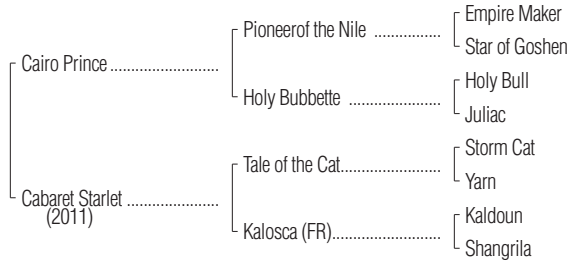 Empire Maker
Pioneerof the Nile ..................
Star of Goshen
Cairo Prince ..............................
Holy Bull
Holy Bubbette .........................
Juliac
Storm Cat
Tale of the Cat...........................
Yarn
Cabaret Starlet .........................
(2011)
Kaldoun
Kalosca (FR).............................
Shangrila